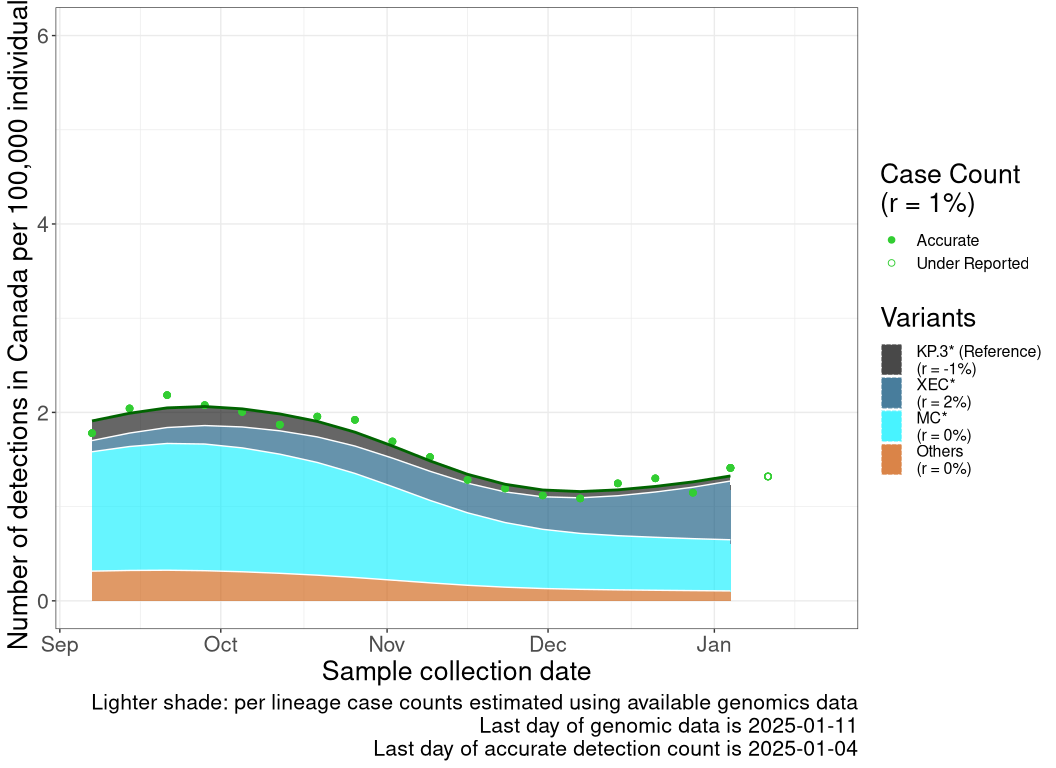 Number of detections in Canada per 100,000 individual
6
4
2
0
Sep Oct Nov Dec Jan
Sample collection date
Lighter shade: per lineage case counts estimated using available genomics data
Last day of genomic data is 2025-01-11
Last day of accurate detection count is 2025-01-04
Case Count
(r = 1%)
Accurate
Under Reported
Variants
KP.3* (Reference)
(r = -1%)
XEC*
(r = 2%)
MC*
(r = 0%)
Others
(r = 0%)